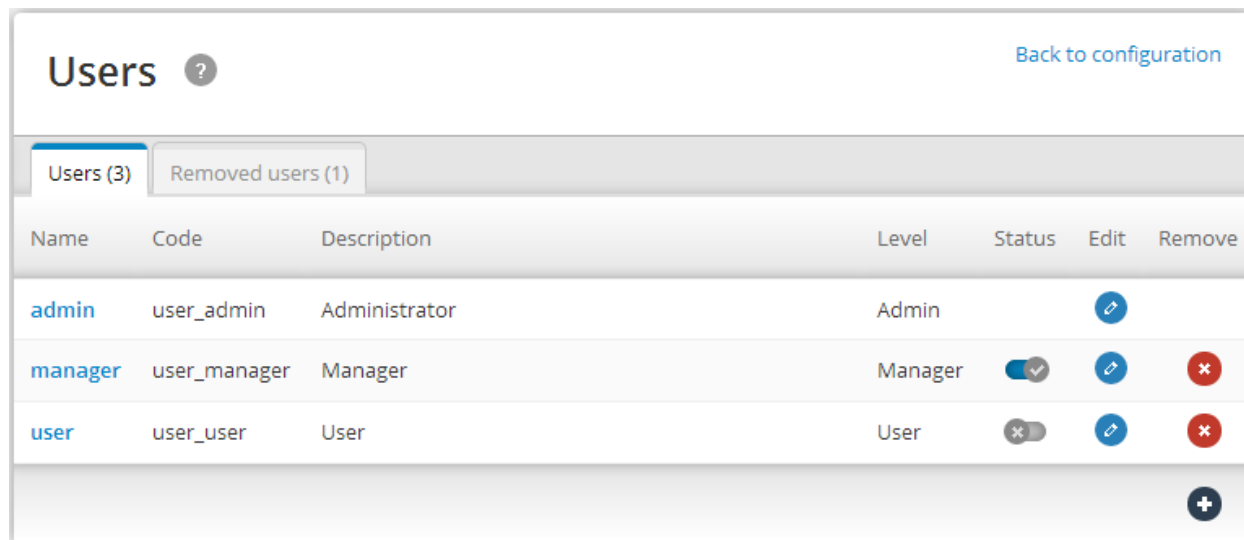 Users ?
Back to configuration
Users (3) Removed users (1)
Name Code Description Level Status Edit Remove
admin user_admin Administrator Admin
manager user_manager Manager Manager
user user_user User User